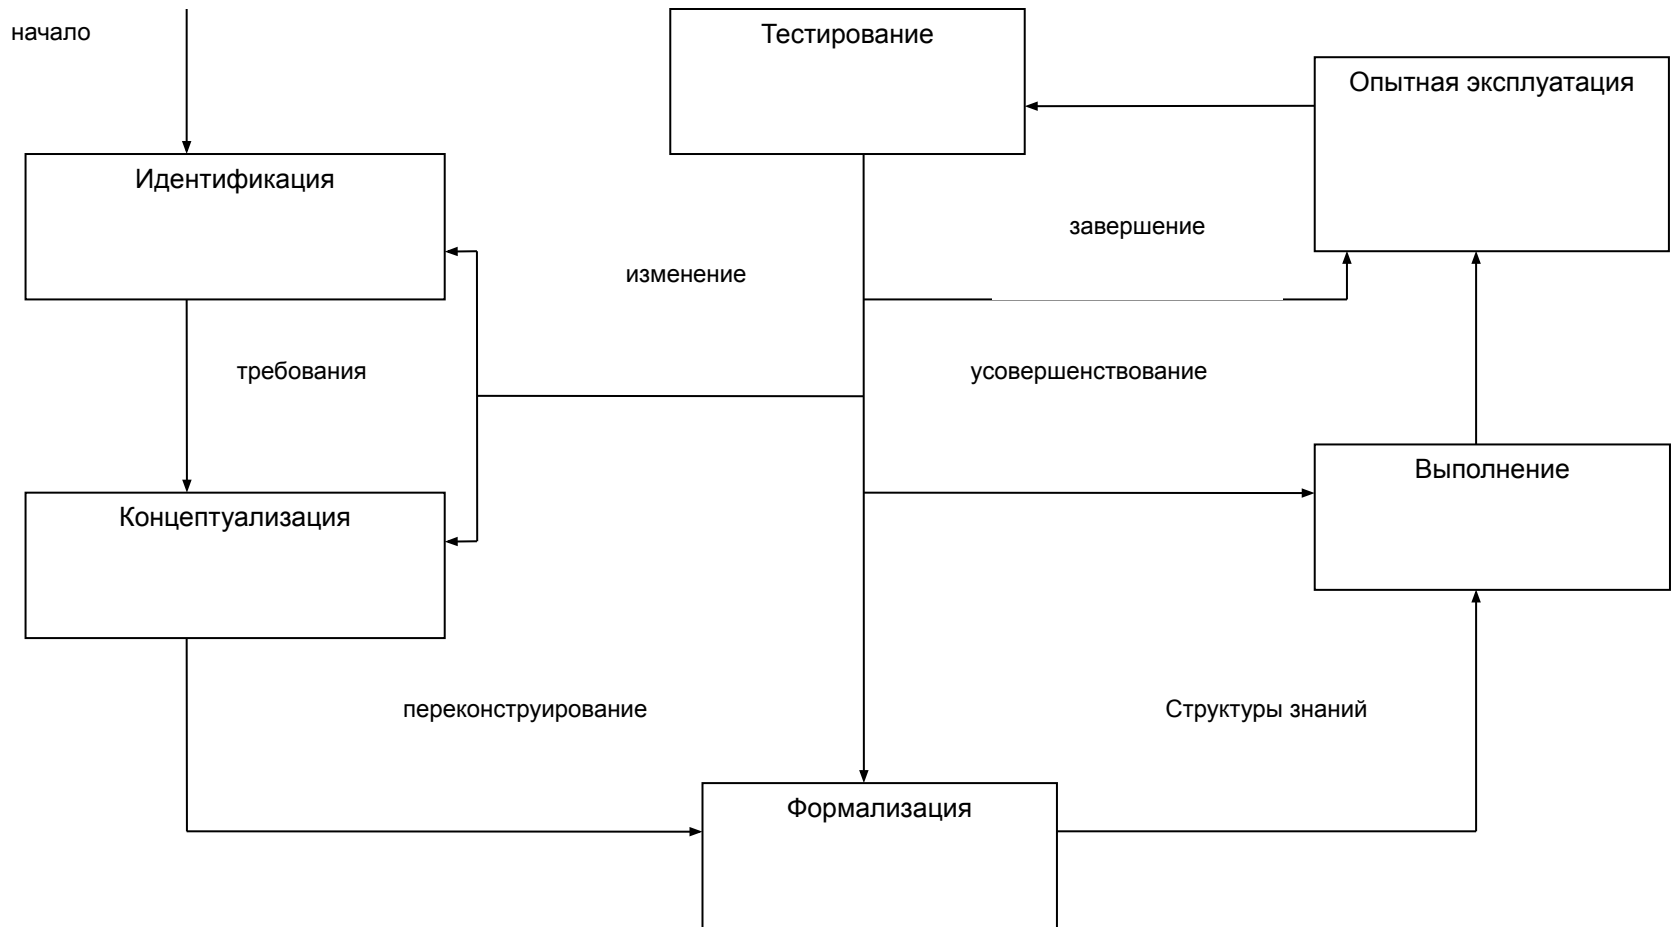 начало
Тестирование
Опытная эксплуатация
Идентификация
завершение
изменение
требования
усовершенствование
Выполнение
Концептуализация
переконструирование
Структуры знаний
Формализация